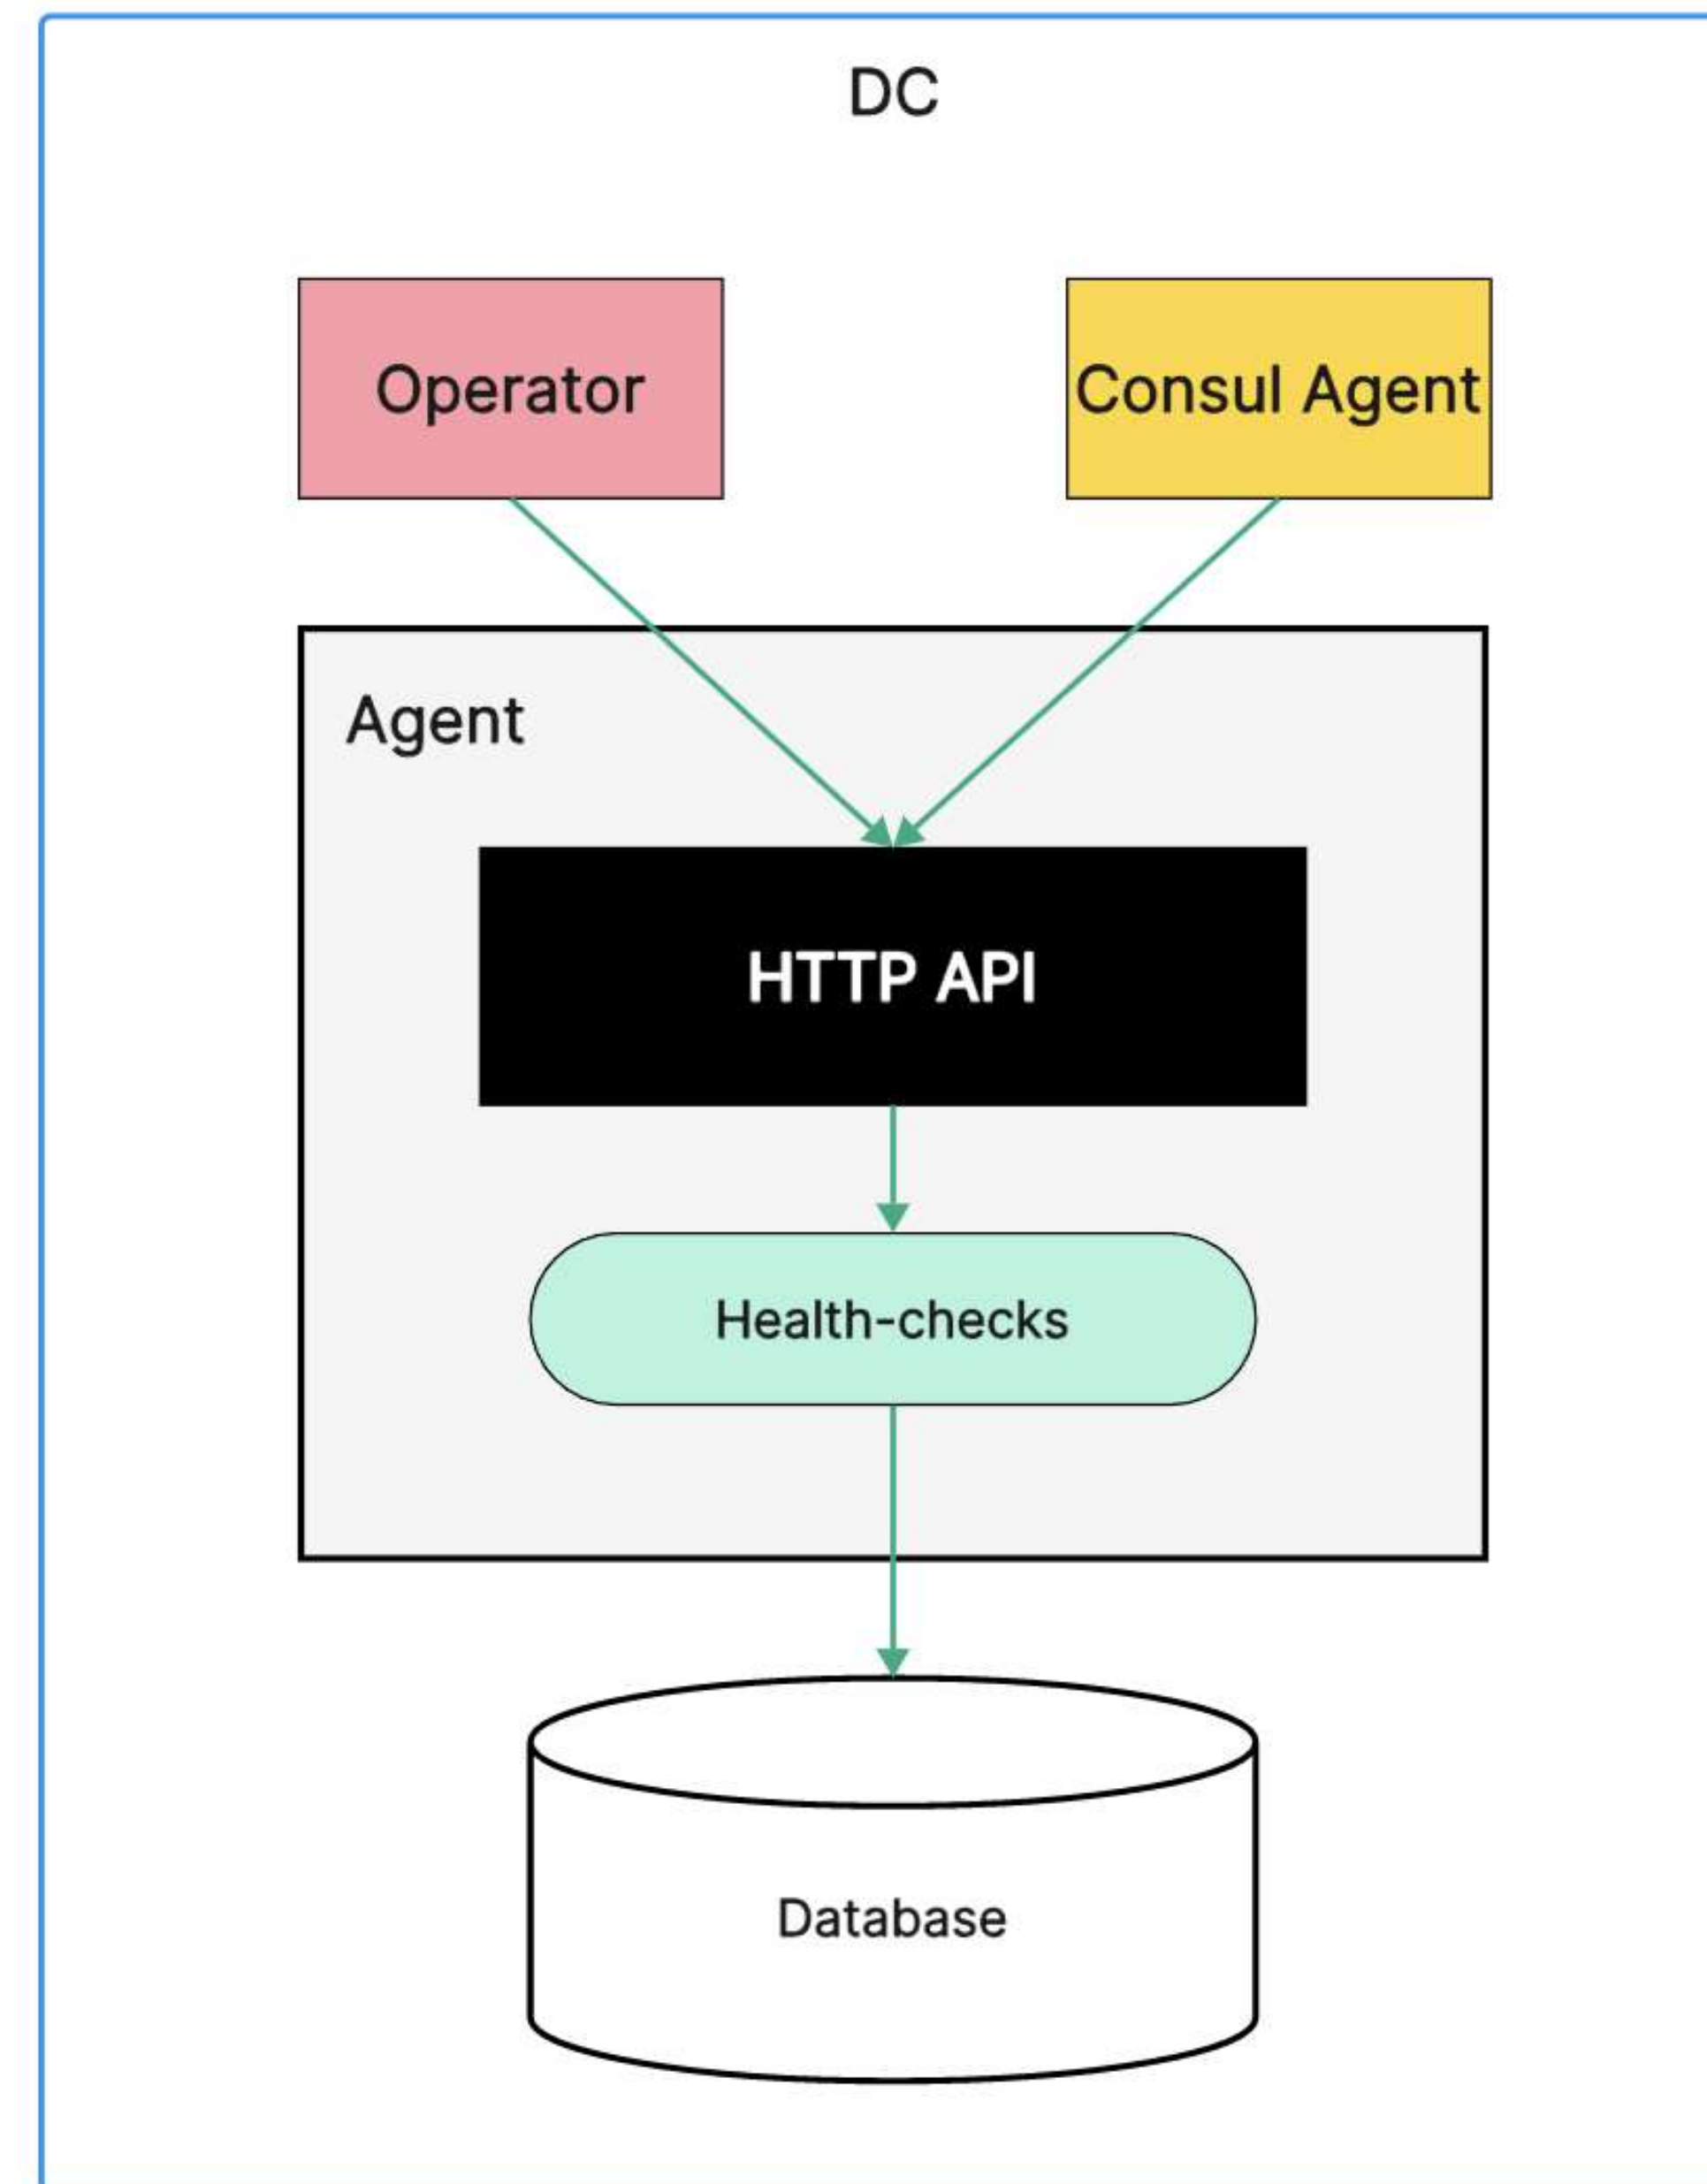 DC
Operator
Consul Agent
Agent
HTTP API
Health-checks
Database